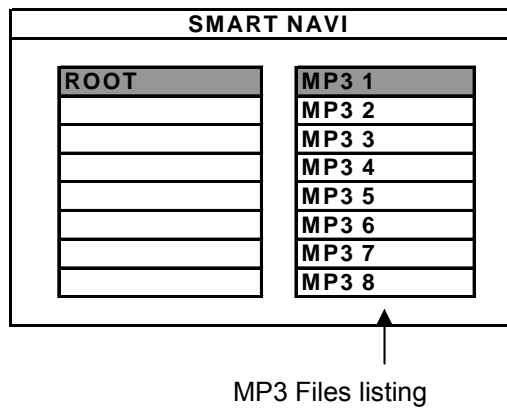 SMART NAVI
ROOT
MP3 1
MP3 2
MP3 3
MP3 4
MP3 5
MP3 6
MP3 7
MP3 8
MP3 Files listing